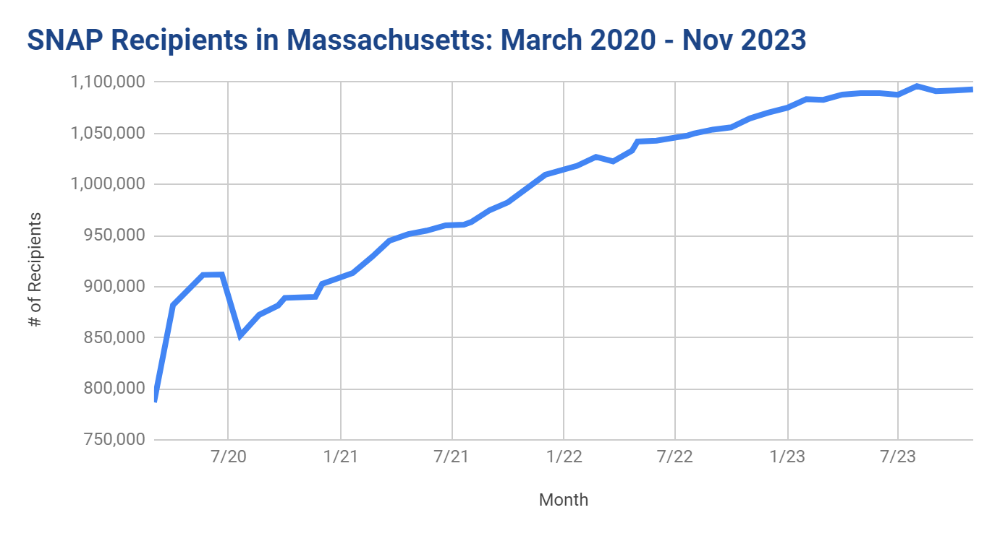 SNAP Recipients in Massachusetts: March 2020 - Nov 2023
# of Recipients
1,100,000
1,050,000
1,000,000
950,000
900,000
850,000
800,000
750,000
7/20 1/21 7/21 1/22 7/22 1/23 7/23
Month